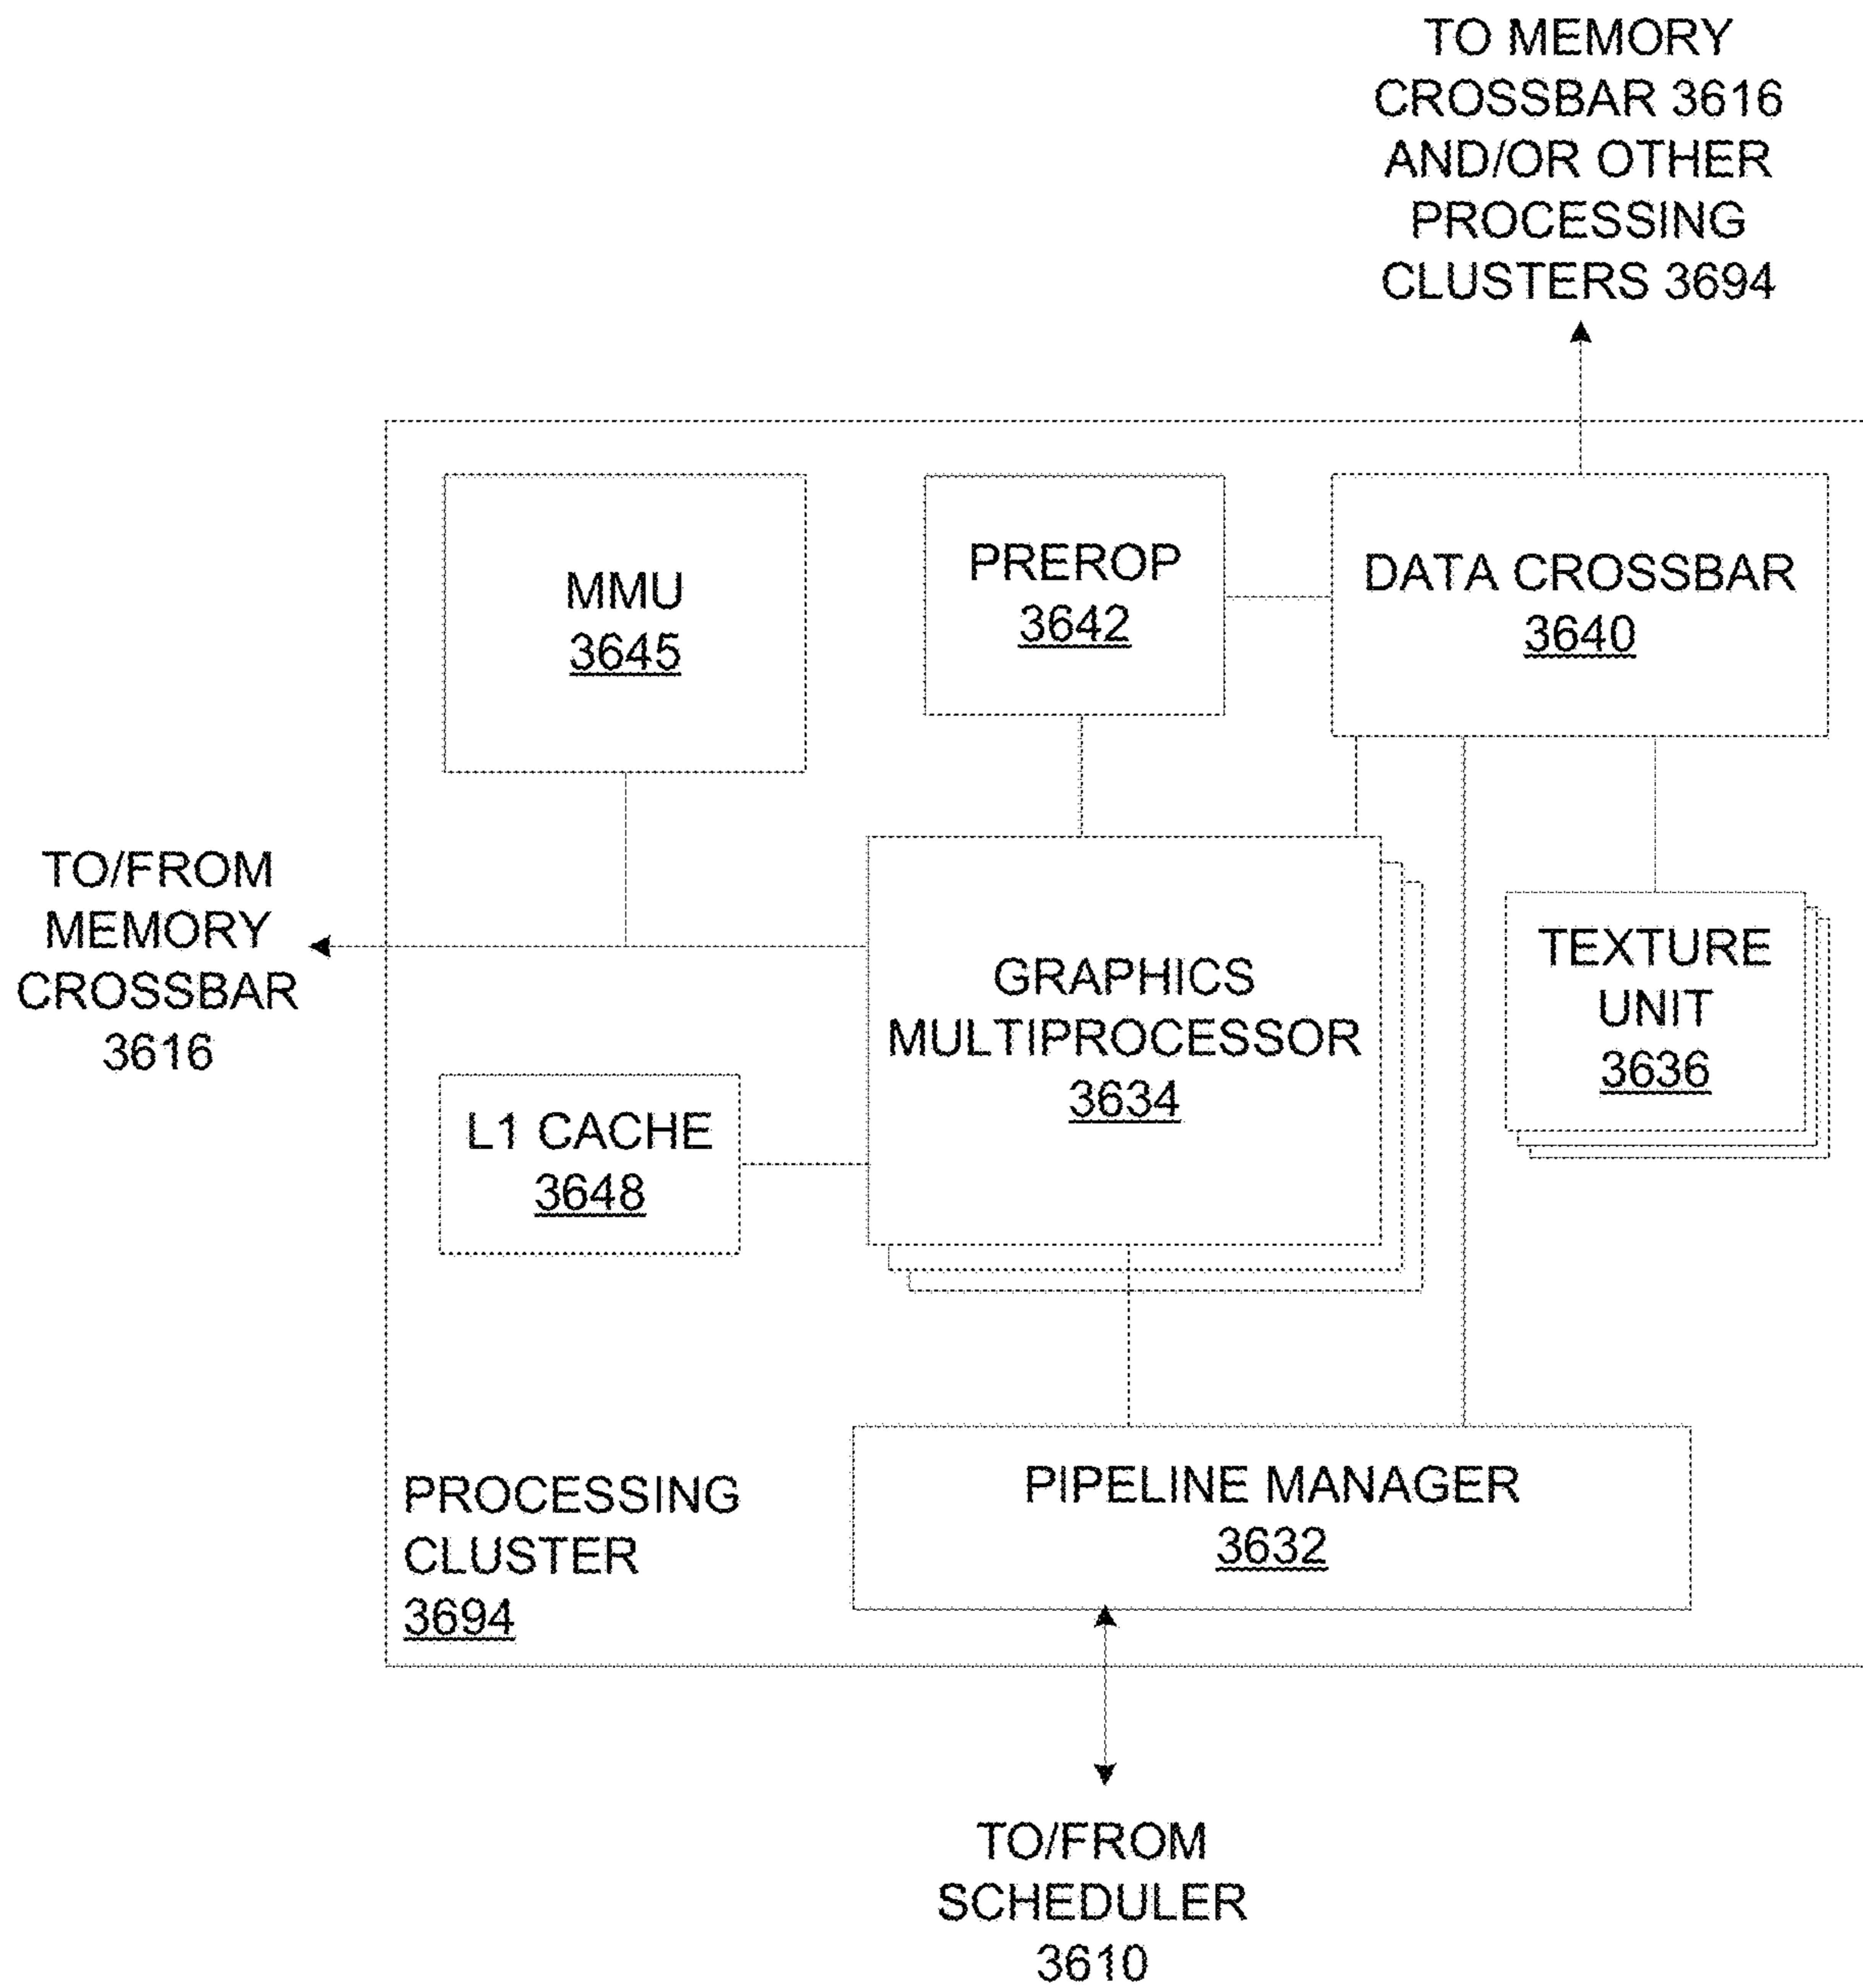 TO MEMORY
CROSSBAR 3616
AND/OR OTHER
PROCESSING
CLUSTERS 3694
MMU
3645
PREROP
3642
DATA CROSSBAR
3640
TO/FROM
MEMORY
CROSSBAR
3616
GRAPHICS
MULTIPROCESSOR
3634
TEXTURE
UNIT
3636
L1 CACHE
3648
PROCESSING
CLUSTER
3694
PIPELINE MANAGER
3632
TO/FROM
SCHEDULER
3610